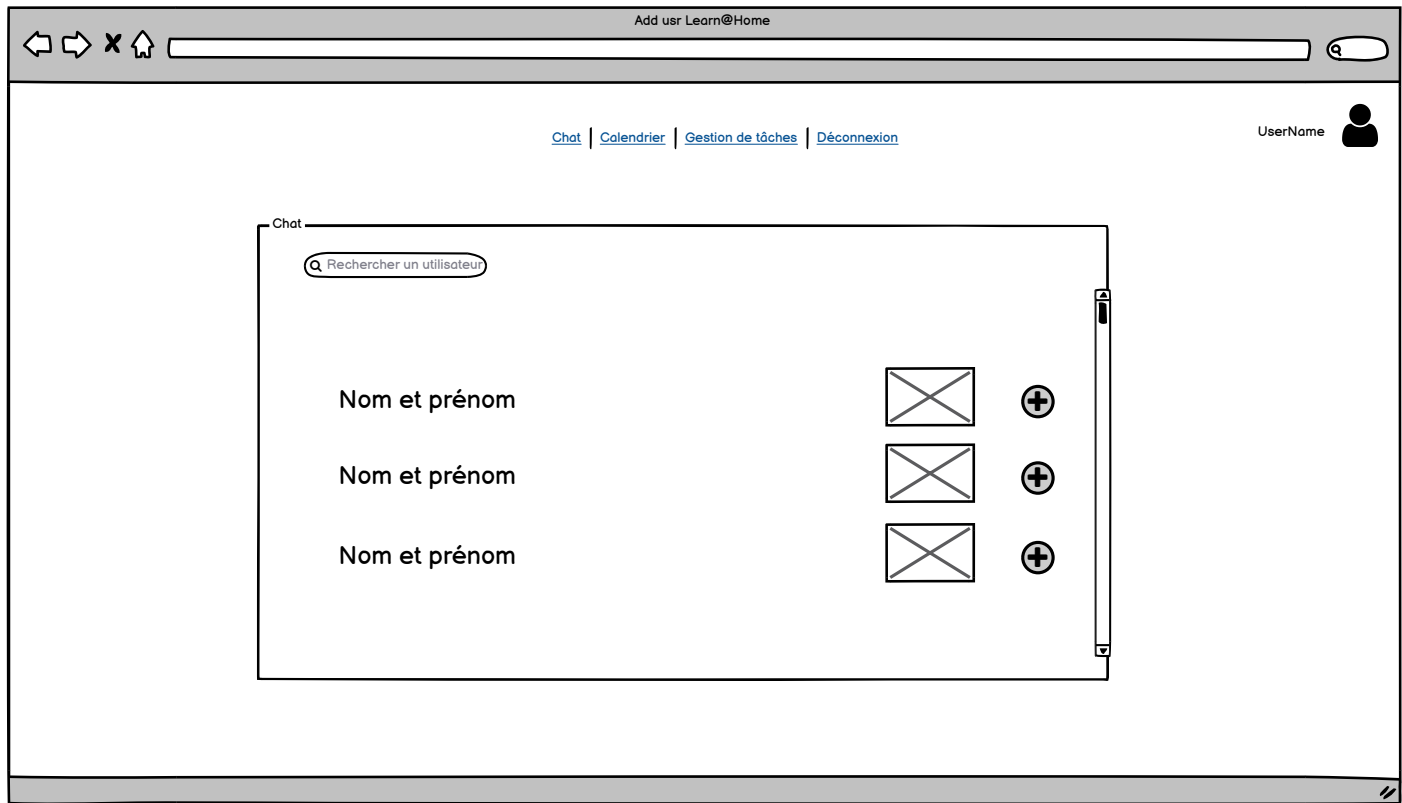 Add usr Learn@Home
Chat Calendrier Gestion de tâches Déconnexion
UserName
Chat
Rechercher un utilisateur
Nom et prénom
Nom et prénom
Nom et prénom